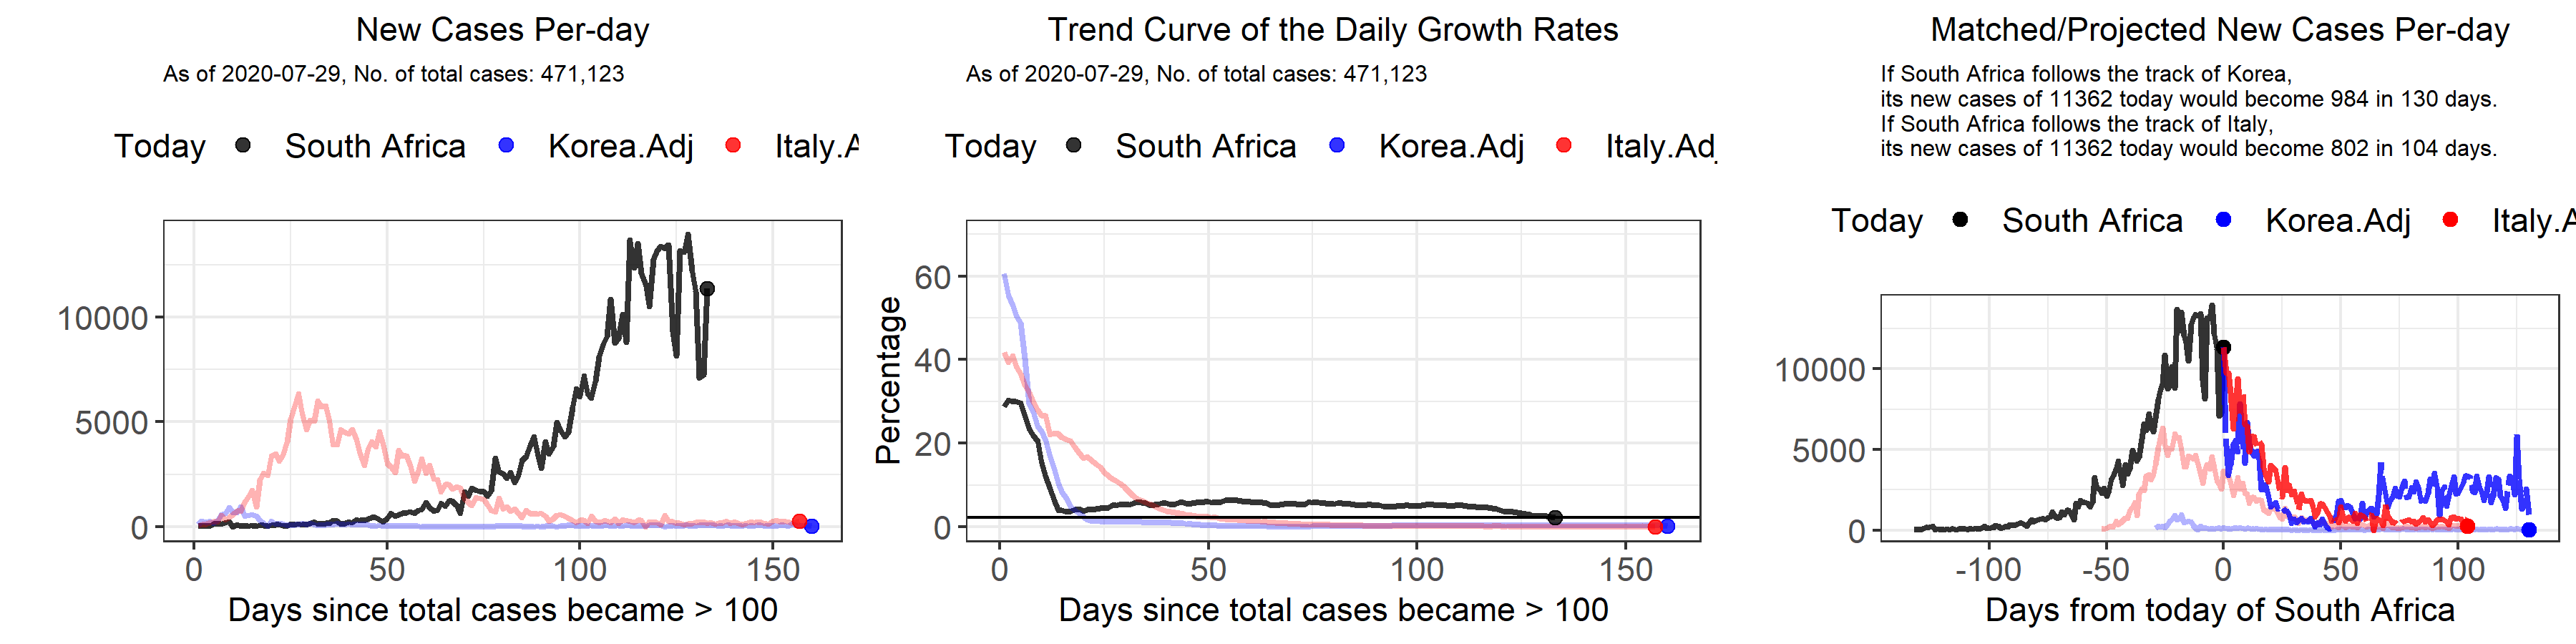 New Cases Per-day
As of 2020-07-29, No. of total cases: 471,123
Today South Africa Korea.Adj Italy.A
10000
5000
0
0 50 100 150
Days since total cases became > 100
Trend Curve of the Daily Growth Rates
As of 2020-07-29, No. of total cases: 471,123
Today South Africa Korea.Adj Italy.Adj
Percentage
60
40
20
0
0 50 100 150
Days since total cases became > 100
Matched/Projected New Cases Per-day
If South Africa follows the track of Korea,
its new cases of 11362 today would become 984 in 130 days.
If South Africa follows the track of Italy,
its new cases of 11362 today would become 802 in 104 days.
Today South Africa Korea.Adj Italy.A
10000
5000
0
-100 -50 0 50 100
Days from today of South Africa